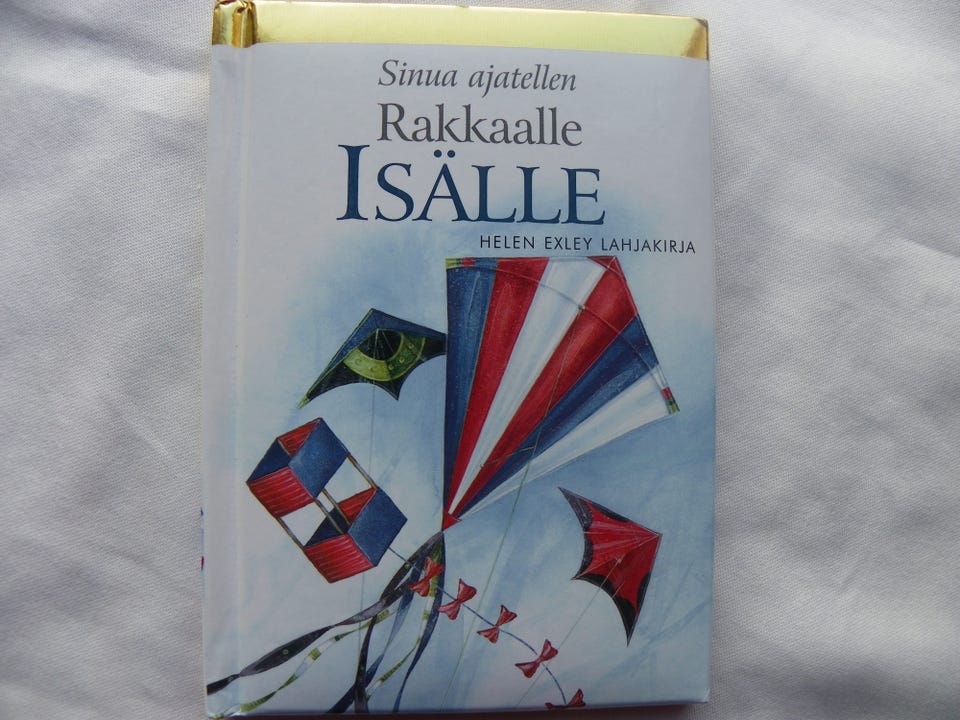 Sinua ajatellen
Rakkaalle
ISÄLLE
HELEN EXLEY LAHJAKIRJA